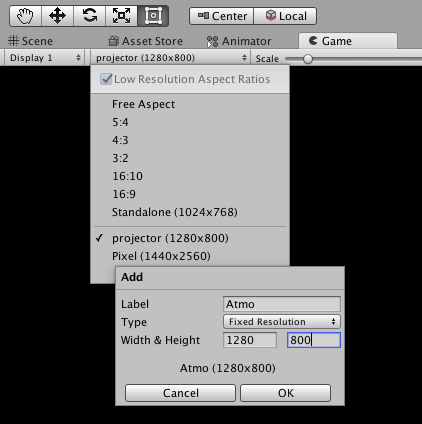 Center Local
Scene Asset Store Animator Game
Display 1 projector (1280x800) Scale
Low Resolution Aspect Ratios
Free Aspect
5:4
4:3
3:2
16:10
16:9
Standalone (1024x768)
projector (1280x800)
Pixel (1440x2560)
Add
Label Atmo
Type Fixed Resolution
Width & Height 1280 800
Atmo (1280x800)
Cancel OK